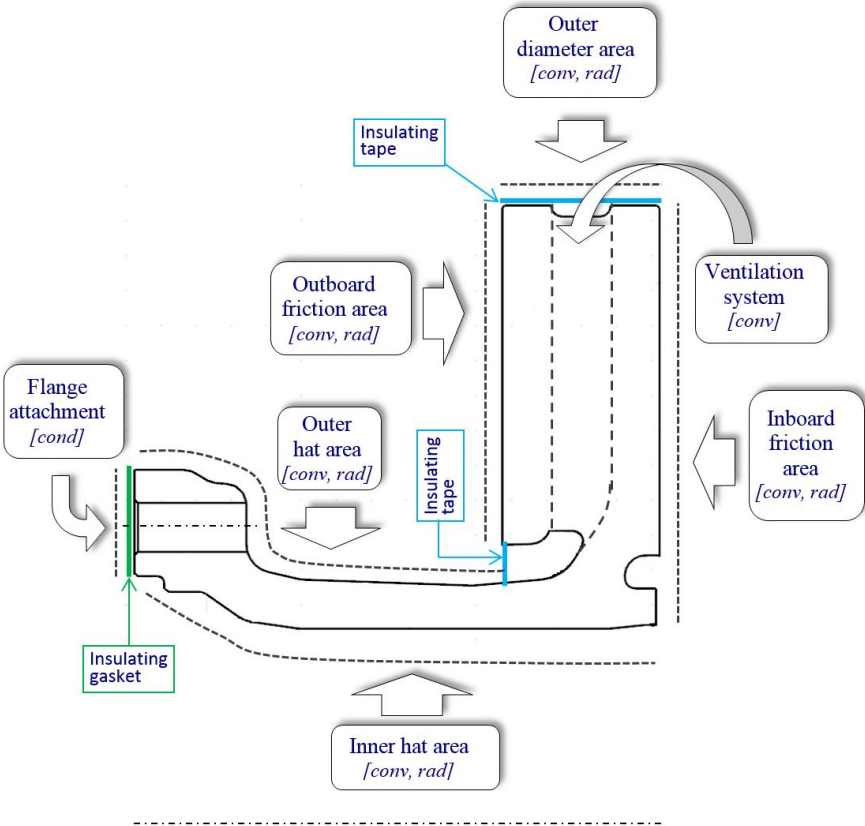 Outer
diameter area
[conv, rad]
Insulating
tape
Ventilation
system
[conv]
Outboard
friction area
[conv, rad]
Flange
attachment
[cond]
Outer
hat area
[conv, rad]
Insulating
tape
Inboard
friction
area
[conv, rad]
Insulating
gasket
Inner hat area
[conv, rad]